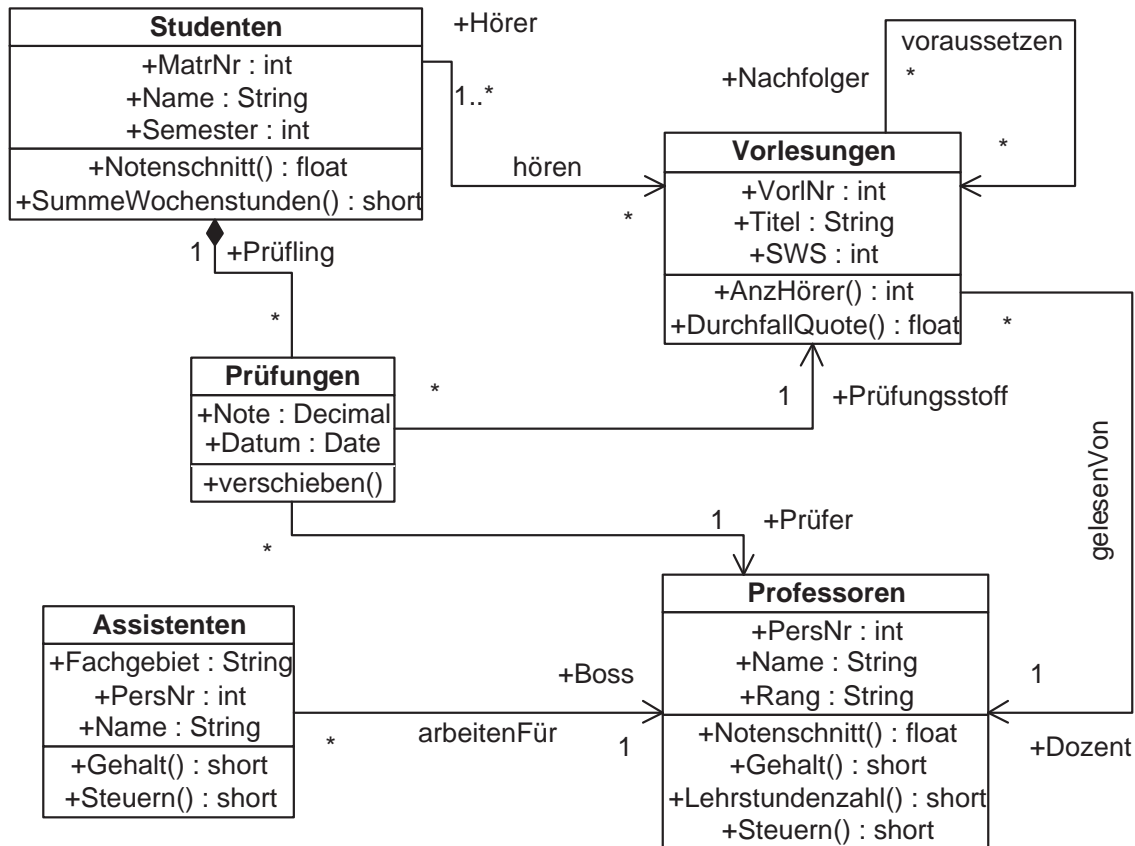 Studenten
+MatrNr : int
+Name : String
+Semester : int
+Notenschnitt() : float
+SummeWochenstunden() : short
+Hörer
1..*
hören
*
voraussetzen
+Nachfolger
*
*
Vorlesungen
+VorlNr : int
+Titel : String
+SWS : int
+AnzHörer() : int
+DurchfallQuote() : float
1
+Prüfling
*
Prüfungen
+Note : Decimal
+Datum : Date
+verschieben()
*
1
+Prüfungsstoff
*
gelesenVon
1
+Dozent
*
1
+Prüfer
Assistenten
+Fachgebiet : String
+PersNr : int
+Name : String
+Gehalt() : short
+Steuern() : short
*
arbeitenFür
+Boss
1
Professoren
+PersNr : int
+Name : String
+Rang : String
+Notenschnitt() : float
+Gehalt() : short
+Lehrstundenzahl() : short
+Steuern() : short